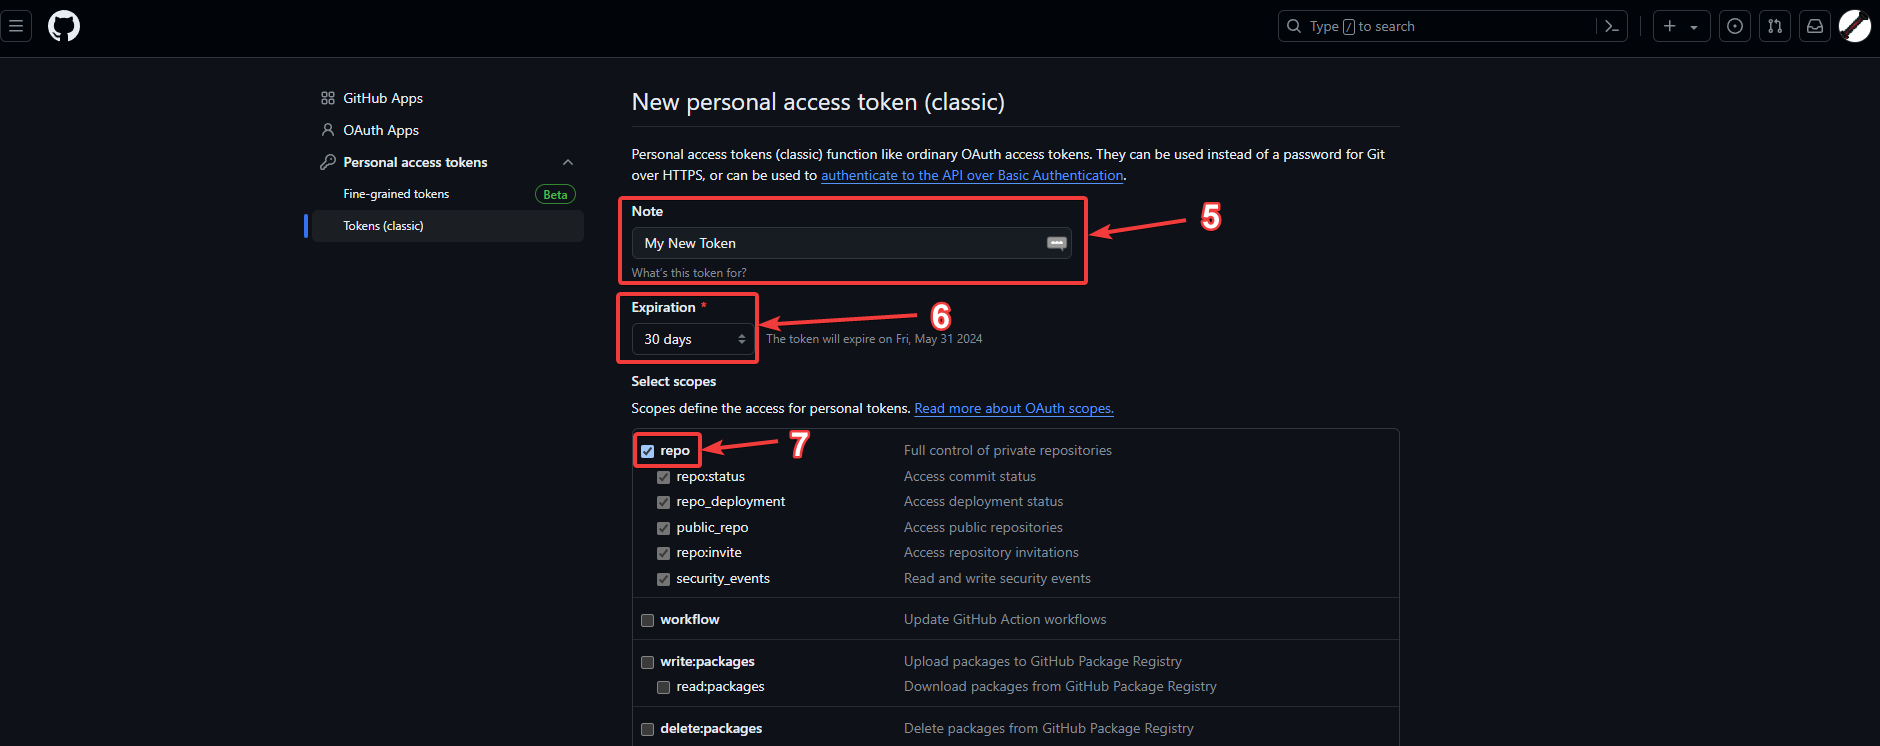 Type / to search
GitHub Apps
OAuth Apps
Personal access tokens
Fine-grained tokens Beta
Tokens (classic)
New personal access token (classic)
Personal access tokens (classic) function like ordinary OAuth access tokens. They can be used instead of a password for Git
over HTTPS, or can be used to authenticate to the API over Basic Authentication.
Note
My New Token
What's this token for?
5
Expiration *
30 days
The token will expire on Fri, May 31 2024
6
Select scopes
Scopes define the access for personal tokens. Read more about OAuth scopes.
7
repo Full control of private repositories
repo:status Access commit status
repo_deployment Access deployment status
public_repo Access public repositories
repo:invite Access repository invitations
security_events Read and write security events
workflow Update GitHub Action workflows
write:packages Upload packages to GitHub Package Registry
read:packages Download packages from GitHub Package Registry
delete:packages Delete packages from GitHub Package Registry